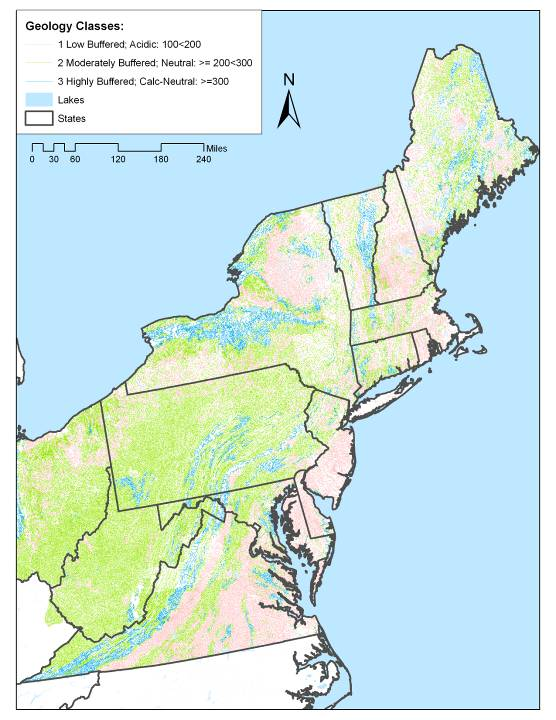 Geology Classes:
1 Low Buffered; Acidic: 100<200
2 Moderately Buffered; Neutral: >= 200<300
3 Highly Buffered; Calc-Neutral: >=300
Lakes
States
N
Miles
0 30 60 120 180 240